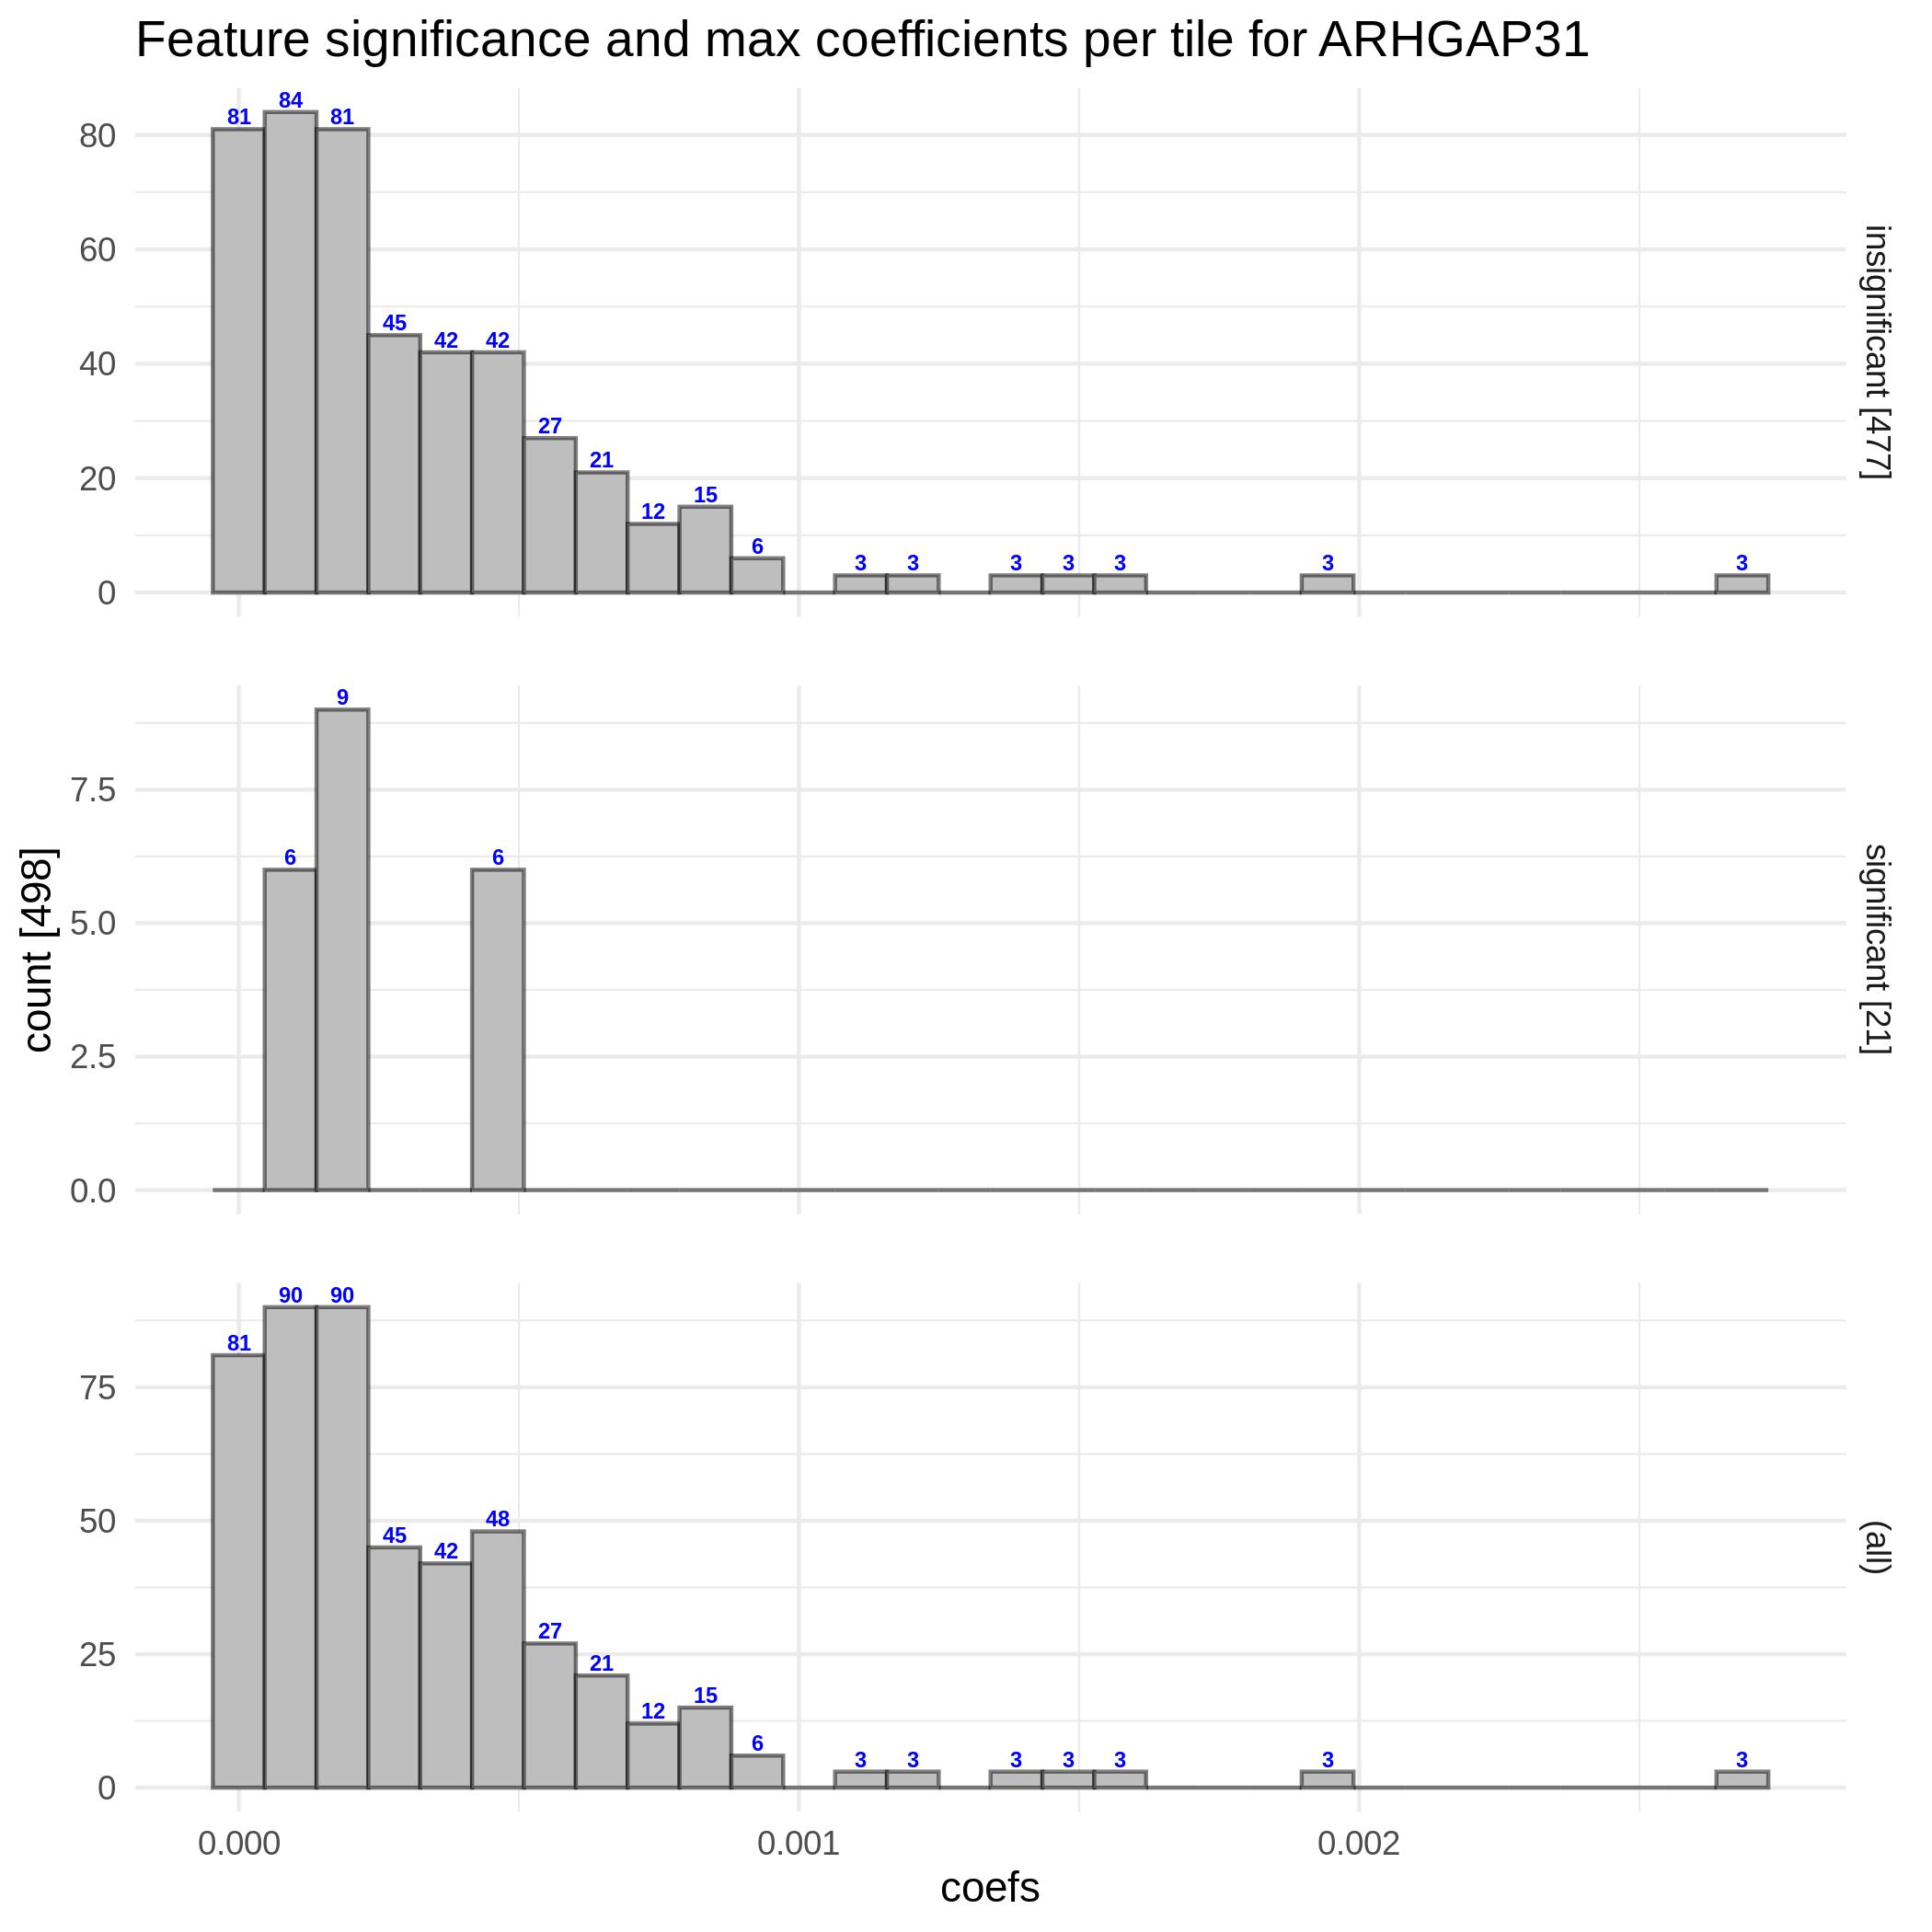 Feature significance and max coefficients per tile for ARHGAP31
81 84 81 45 42 42 27 21 12 15 6 3 3 3 3 3 3 3
80
60
40
20
0
insignificant [477]
6 9 6
7.5
5.0
2.5
0.0
significant [21]
count [498]
81 90 90 45 42 48 27 21 12 15 6 3 3 3 3 3 3 3
75
50
25
0
(all)
0.000 0.001 0.002
coefs